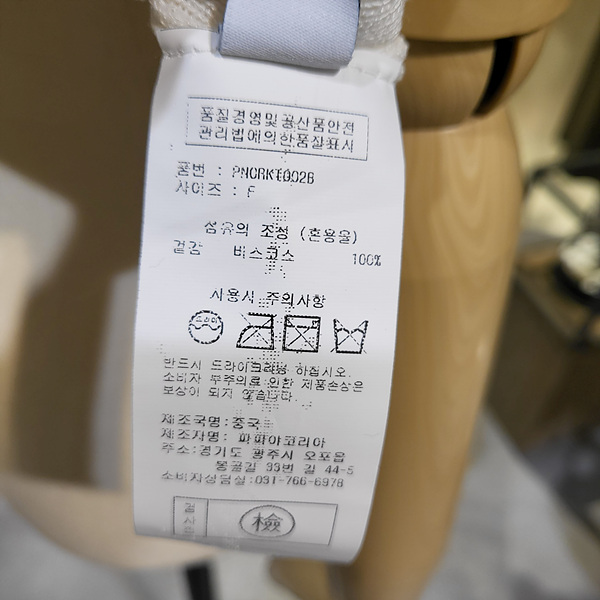 품질경영및공산품안전
관리법에의한품질표시
품번 : PNCRKE002B
사이즈 : F
섬유의 조성 (혼용율)
겉감 비스코스 100%
사용시 주의사항
반드시 드라이크리닝 하십시오.
소비자 부주의로 인한 제품손상은
보상이 되지 않습니다.
제조국명:중국
제조자명: 파파야코리아
주소:경기도 광주시 오포읍
봉골길 33번 길 44-5
소비자상담실:031-766-6978
檢